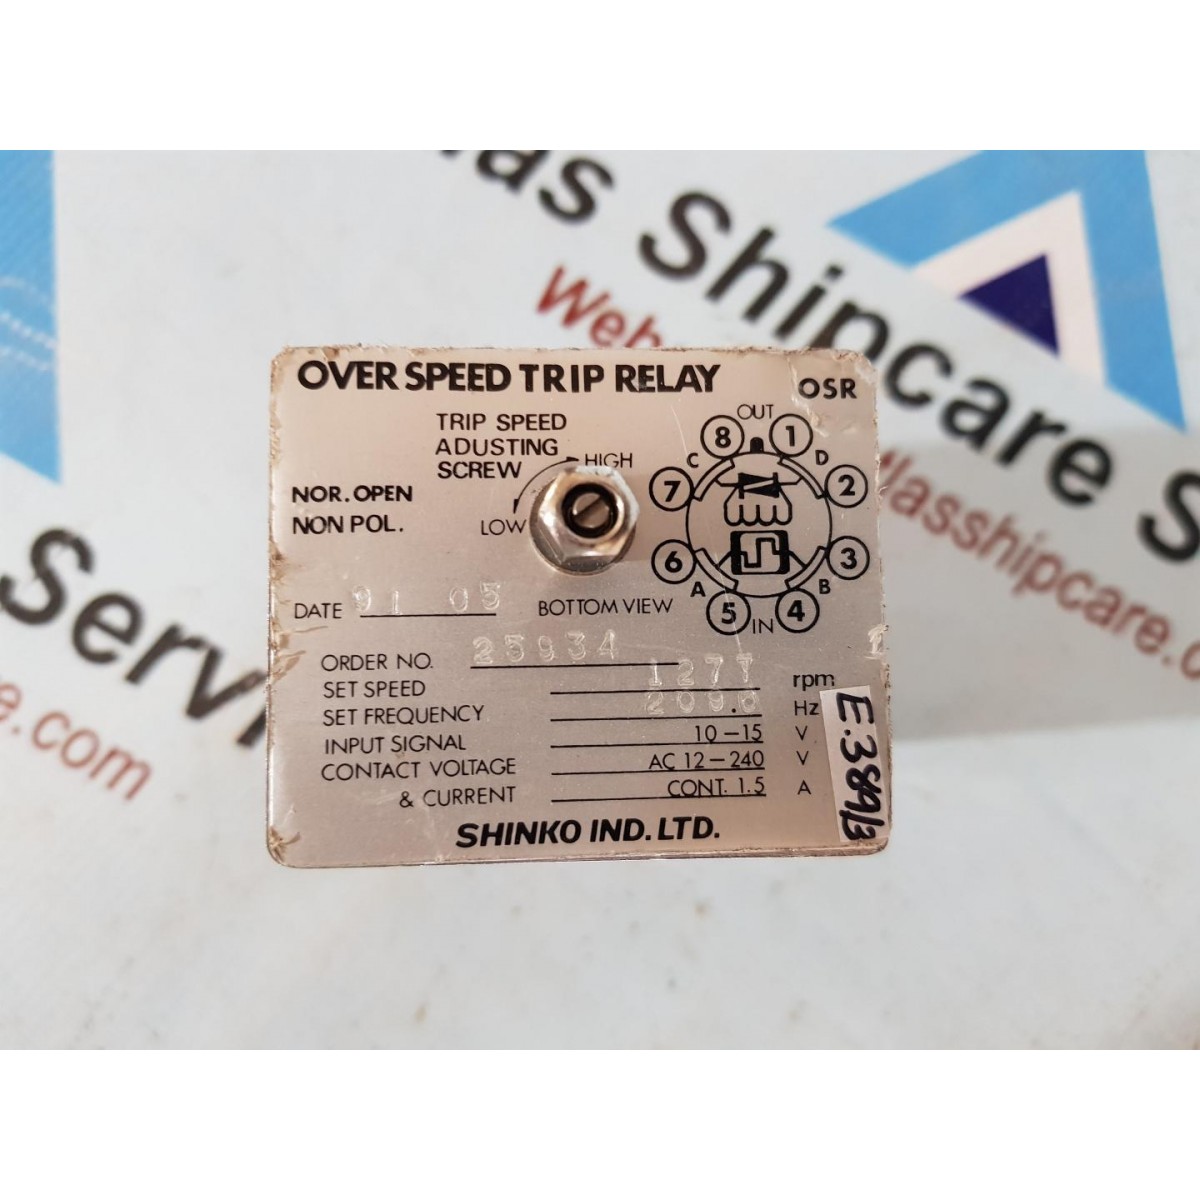 las Shipcare S
Web
tlasshipcare.com
Servi
e.com
OVER SPEED TRIP RELAY OSR
TRIP SPEED
ADUSTING
SCREW
HIGH
LOW
NOR. OPEN
NON POL.
OUT
8 1
C D
7 2
6 3
A B
5 4
IN
DATE 91 05 BOTTOM VIEW
ORDER NO. 25934
SET SPEED 1277 rpm
SET FREQUENCY Hz
INPUT SIGNAL 10-15 V
CONTACT VOLTAGE AC 12-240 V
& CURRENT CONT. 1.5 A
SHINKO IND. LTD.
E.389/3